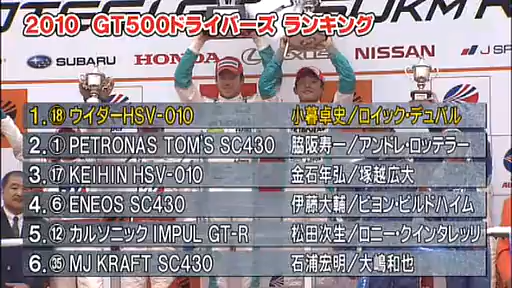 2010 GT500ドライバーズ ランキング
SUBARU HONDA LEXUS NISSAN
1. ⑱ ウイダーHSV-010 小暮卓史/ロイック・デュバル
2. ① PETRONAS TOM'S SC430 脇阪寿一/アンドレ・ロッテラー
3. ⑰ KEIHIN HSV-010 金石年弘/塚越広大
4. ⑥ ENEOS SC430 伊藤大輔/ビヨン・ビルドハイム
5. ⑫ カルソニック IMPUL GT-R 松田次生/ロニー・クインタレッリ
6. ㉟ MJ KRAFT SC430 石浦宏明/大嶋和也